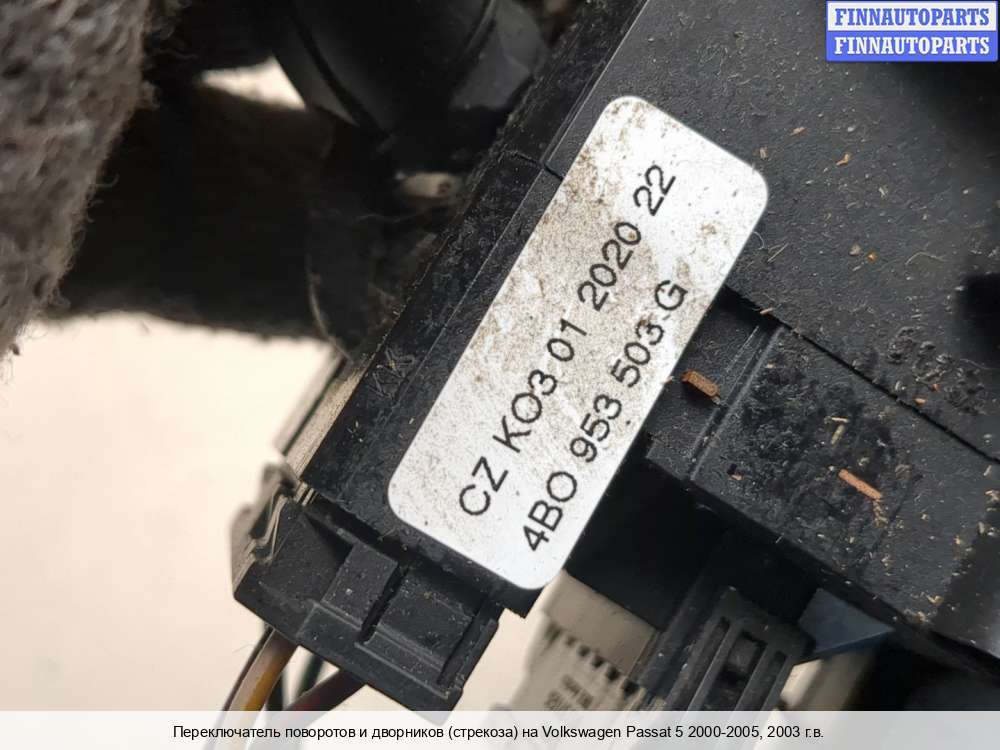 FINNAUTOPARTS
FINNAUTOPARTS
CZ KO3 01 2020 22
4BO 953 503 G
Переключатель поворотов и дворников (стрекоза) на Volkswagen Passat 5 2000-2005, 2003 г.в.